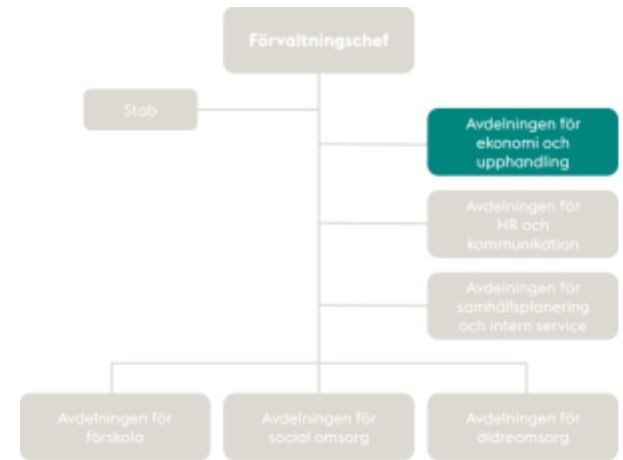 Förvaltningschef
Stab
Avdelningen för
ekonomi och
upphandling
Avdelningen för
HR och
kommunikation
Avdelningen för
samhällsplanering
och intern service
Avdelningen för
förskola
Avdelningen för
social omsorg
Avdelningen för
äldreomsorg